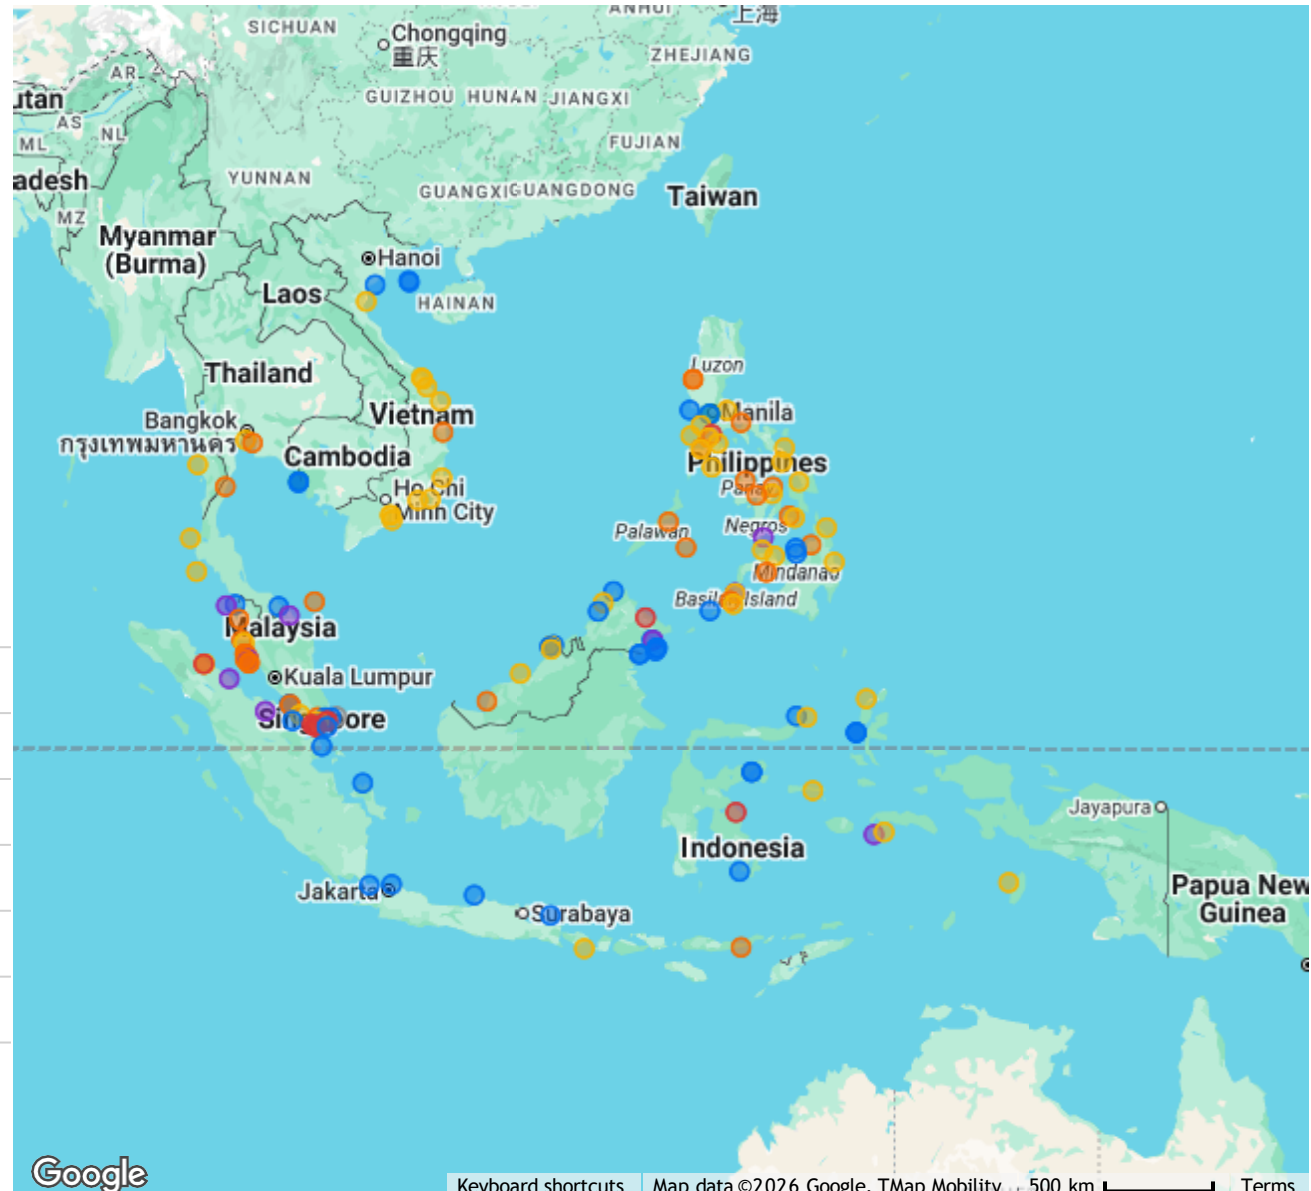 ANHUI
上海
SICHUAN
Chongqing
重庆
ZHEJIANG
AR
utan
GUIZHOU
HUNAN
JIANGXI
AS
NL
ML
FUJIAN
adesh
YUNNAN
GUANGXI
GUANGDONG
Taiwan
MZ
Myanmar
(Burma)
Hanoi
Laos
HAINAN
Luzon
Thailand
Vietnam
Manila
Bangkok
กรุงเทพมหานคร
Cambodia
Philippines
Ho Chi
Minh City
Panay
Palawan
Negros
Mindanao
Basilan Island
Malaysia
Kuala Lumpur
Singapore
Jayapura
Indonesia
Jakarta
Surabaya
Papua New
Guinea
Google
Keyboard shortcuts
Map data ©2026 Google, TMap Mobility
500 km
Terms